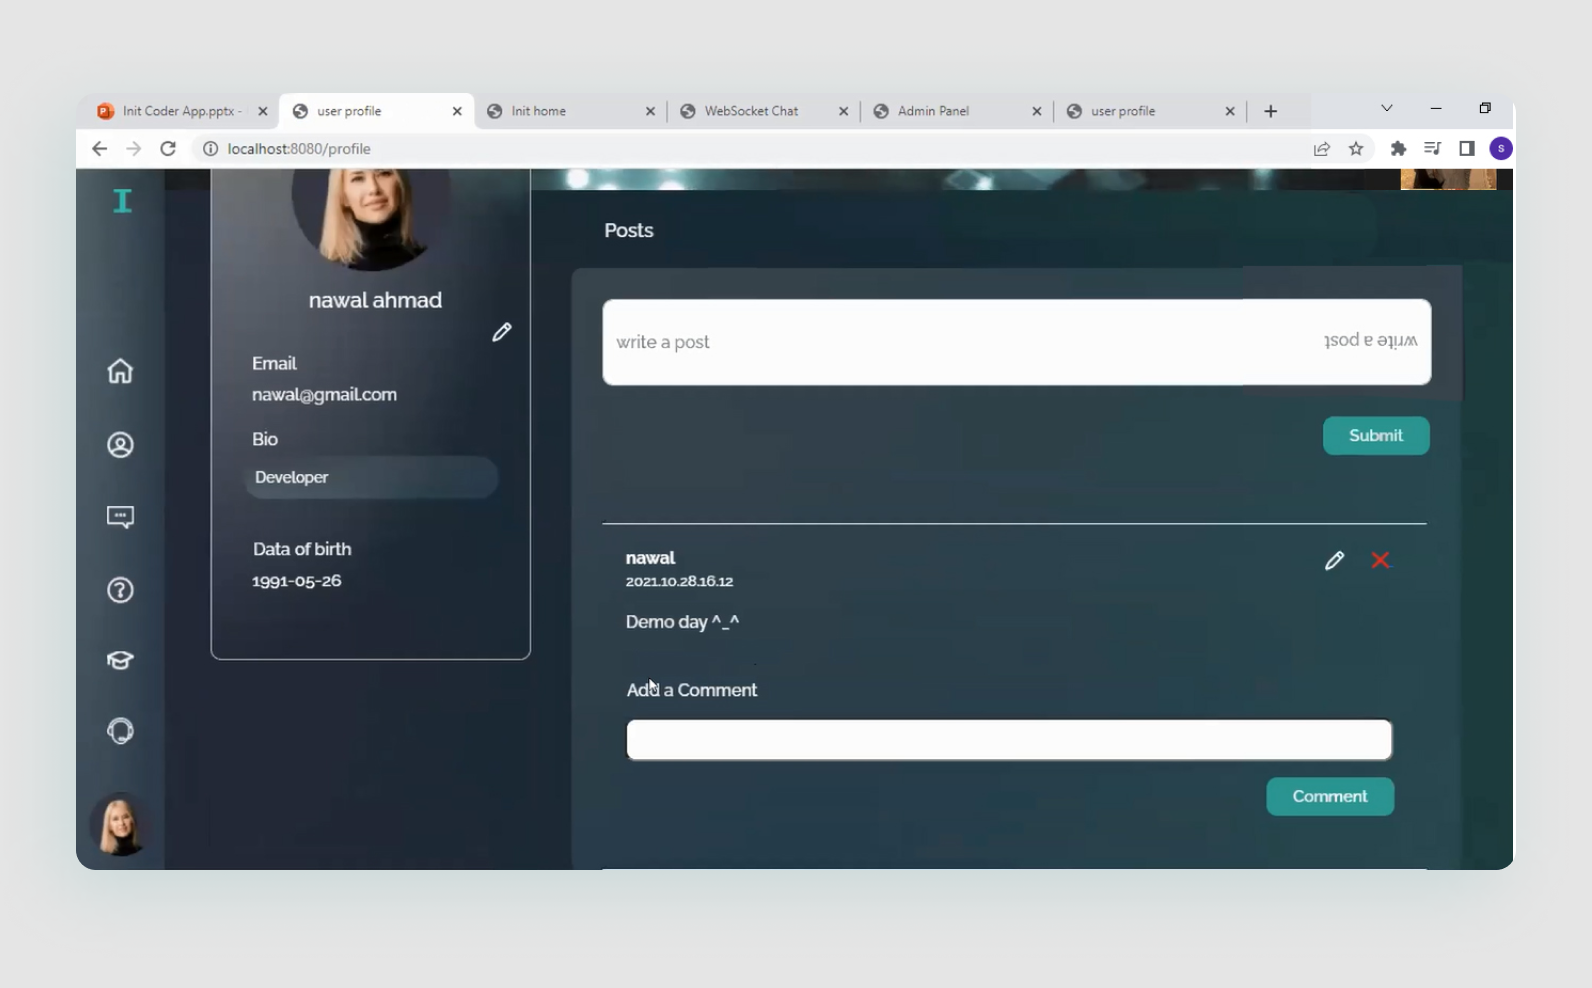 Init Coder App.pptx -
user profile
Init home
WebSocket Chat
Admin Panel
user profile
localhost:8080/profile
S
I
nawal ahmad
Email
nawal@gmail.com
Bio
Developer
Data of birth
1991-05-26
Posts
write a post
write a post
Submit
nawal
2021.10.28.16.12
Demo day ^_^
Add a Comment
Comment